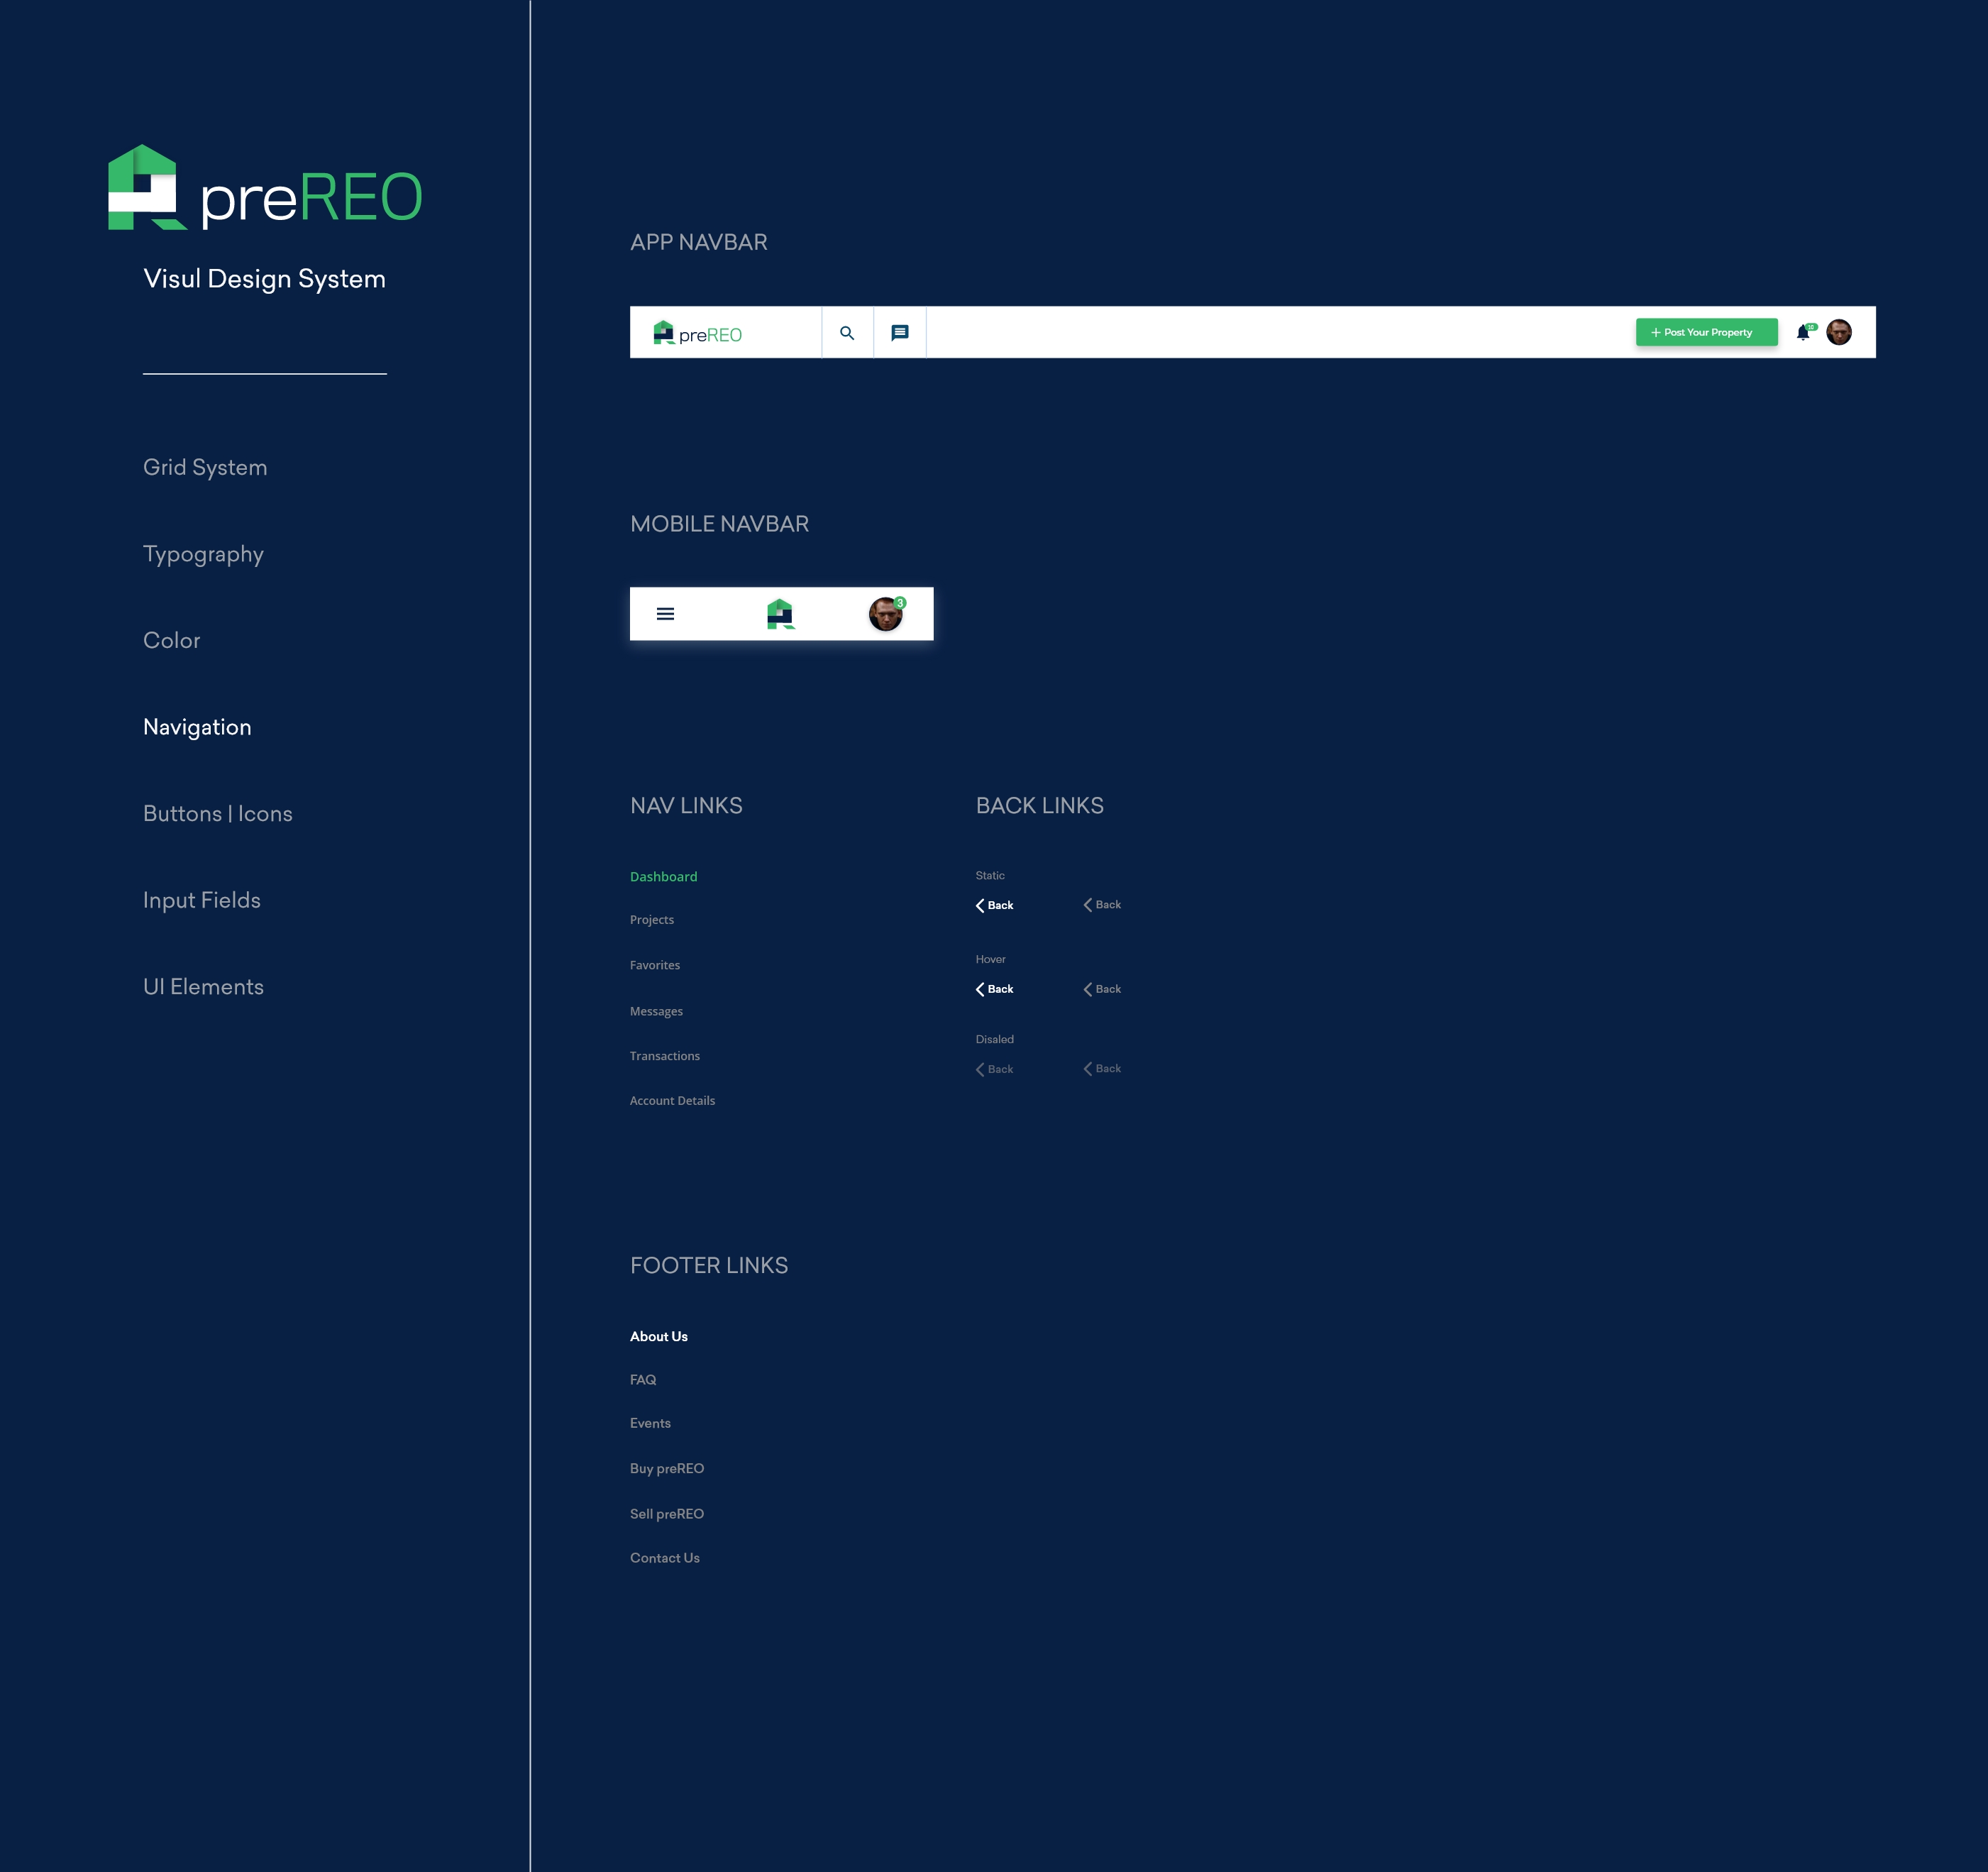 preREO
Visul Design System
Grid System
Typography
Color
Navigation
Buttons | Icons
Input Fields
UI Elements
APP NAVBAR
preREO
+ Post Your Property
MOBILE NAVBAR
3
NAV LINKS
Dashboard
Projects
Favorites
Messages
Transactions
Account Details
BACK LINKS
Static
Back Back
Hover
Back Back
Disaled
Back Back
FOOTER LINKS
About Us
FAQ
Events
Buy preREO
Sell preREO
Contact Us